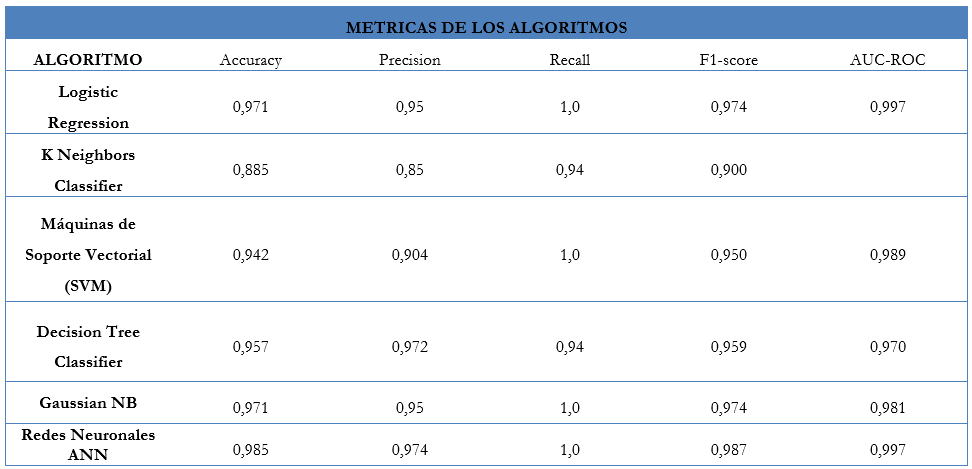 METRICAS DE LOS ALGORITMOS
ALGORITMO Accuracy Precision Recall F1-score AUC-ROC
Logistic
Regression 0,971 0,95 1,0 0,974 0,997
K Neighbors
Classifier 0,885 0,85 0,94 0,900
Máquinas de
Soporte Vectorial 0,942 0,904 1,0 0,950 0,989
(SVM)
Decision Tree
Classifier 0,957 0,972 0,94 0,959 0,970
Gaussian NB 0,971 0,95 1,0 0,974 0,981
Redes Neuronales
ANN 0,985 0,974 1,0 0,987 0,997